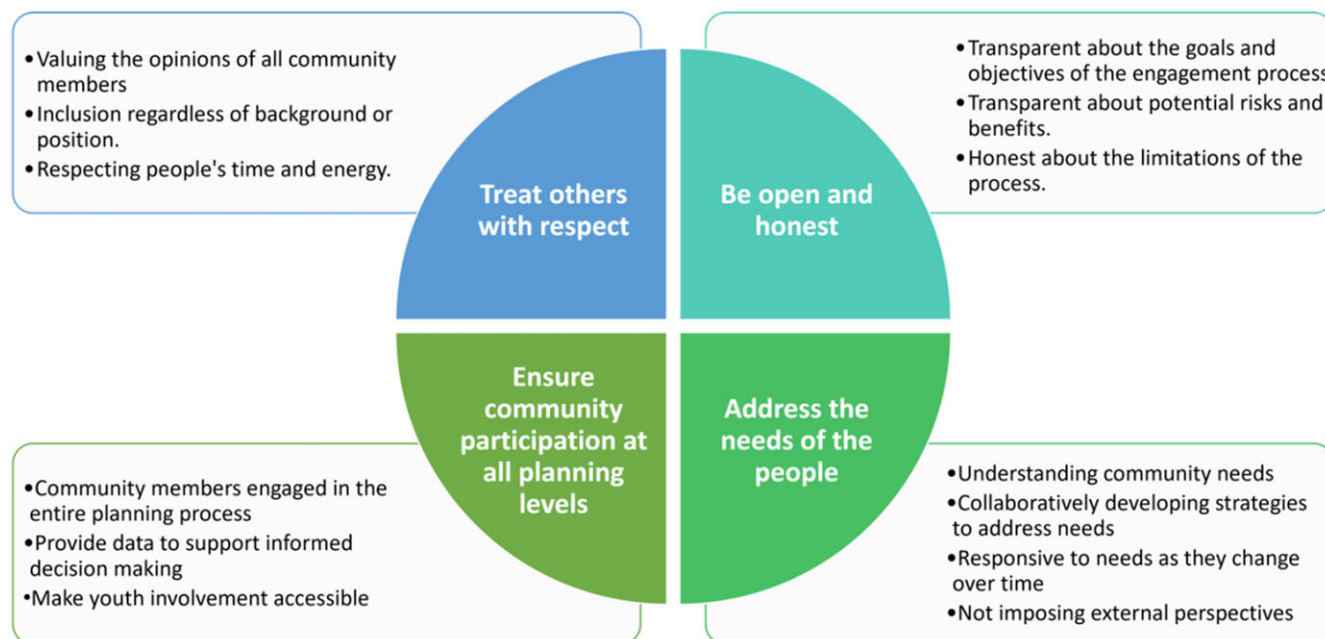 •Valuing the opinions of all community
members
•Inclusion regardless of background or
position.
•Respecting people's time and energy.
Treat others
with respect
Be open and
honest
•Transparent about the goals and
objectives of the engagement process
•Transparent about potential risks and
benefits.
•Honest about the limitations of the
process.
Ensure
community
participation at
all planning
levels
Address the
needs of the
people
•Community members engaged in the
entire planning process
•Provide data to support informed
decision making
•Make youth involvement accessible
•Understanding community needs
•Collaboratively developing strategies
to address needs
•Responsive to needs as they change
over time
•Not imposing external perspectives